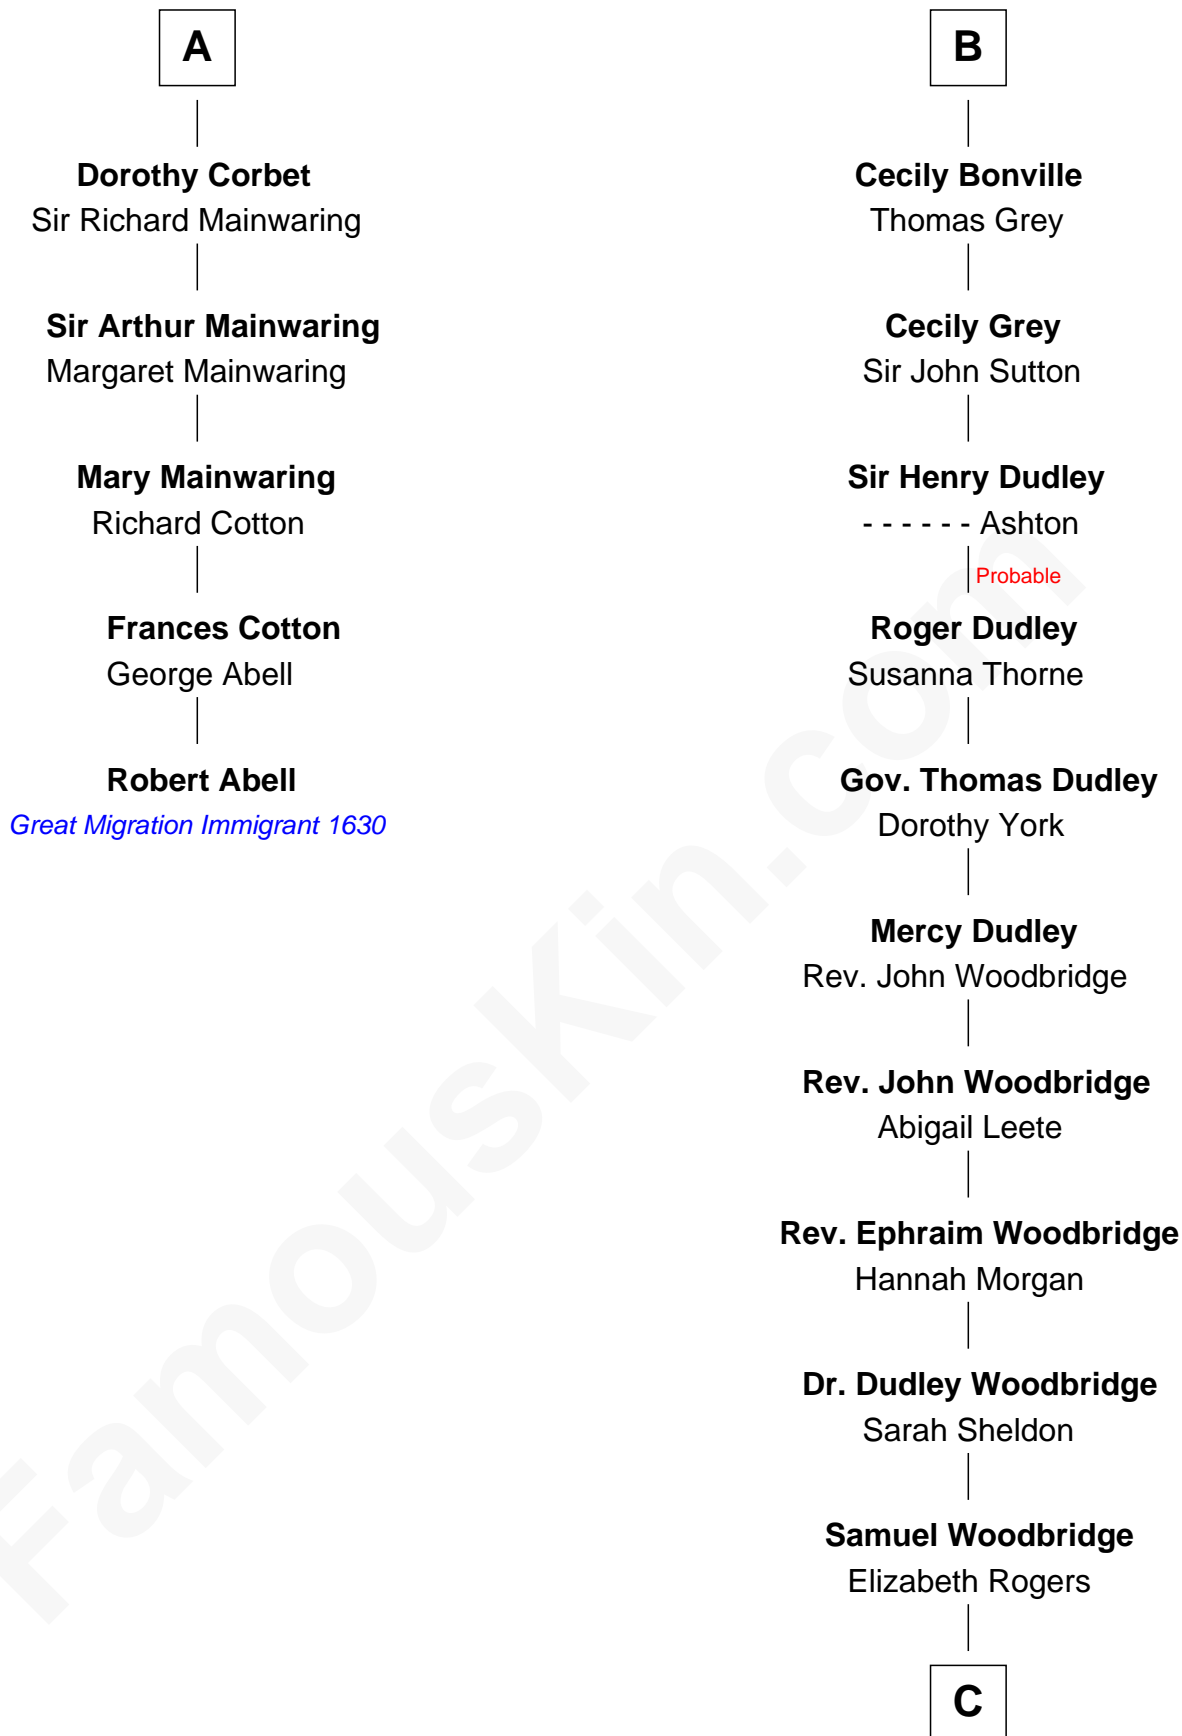 A
Dorothy Corbet
Sir Richard Mainwaring
Sir Arthur Mainwaring
Margaret Mainwaring
Mary Mainwaring
Richard Cotton
Frances Cotton
George Abell
Robert Abell
Great Migration Immigrant 1630
B
Cecily Bonville
Thomas Grey
Cecily Grey
Sir John Sutton
Sir Henry Dudley
- - - - - - Ashton
Probable
Roger Dudley
Susanna Thorne
Gov. Thomas Dudley
Dorothy York
Mercy Dudley
Rev. John Woodbridge
Rev. John Woodbridge
Abigail Leete
Rev. Ephraim Woodbridge
Hannah Morgan
Dr. Dudley Woodbridge
Sarah Sheldon
Samuel Woodbridge
Elizabeth Rogers
C
FamousKin.com